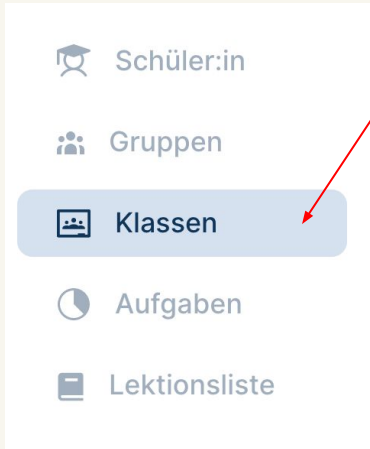 Schüler:in
Gruppen
Klassen
Aufgaben
Lektionsliste